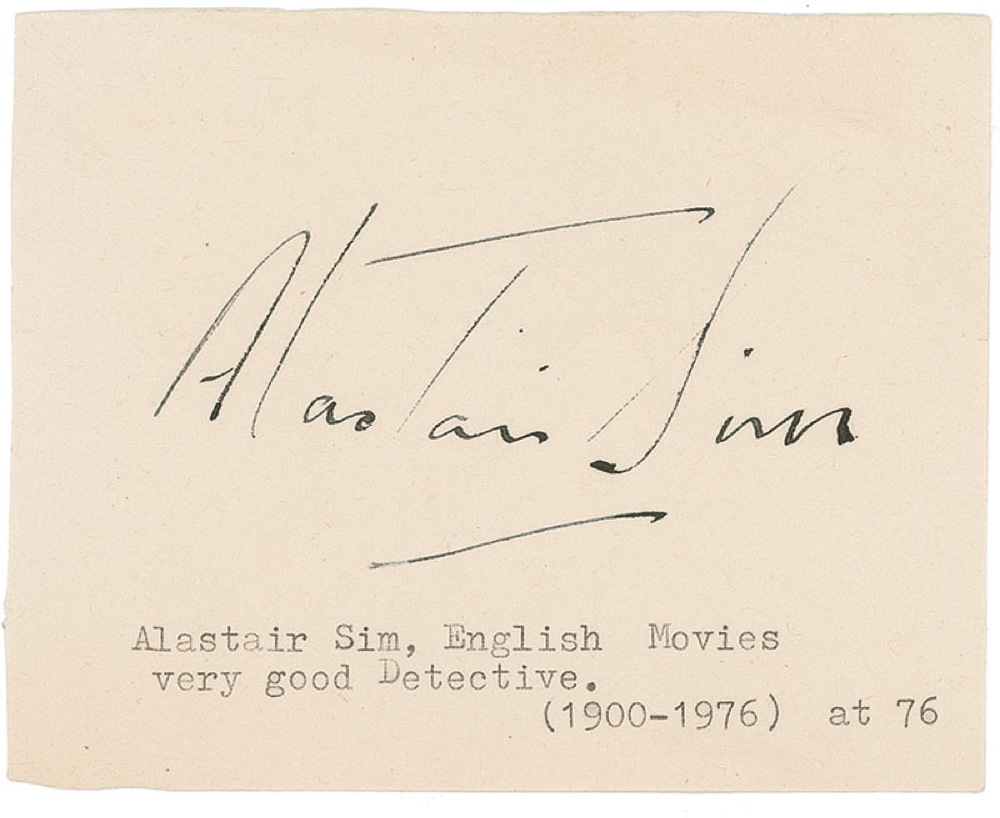 Alastair Sim
Alastair Sim, English Movies
very good Detective.
(1900-1976) at 76